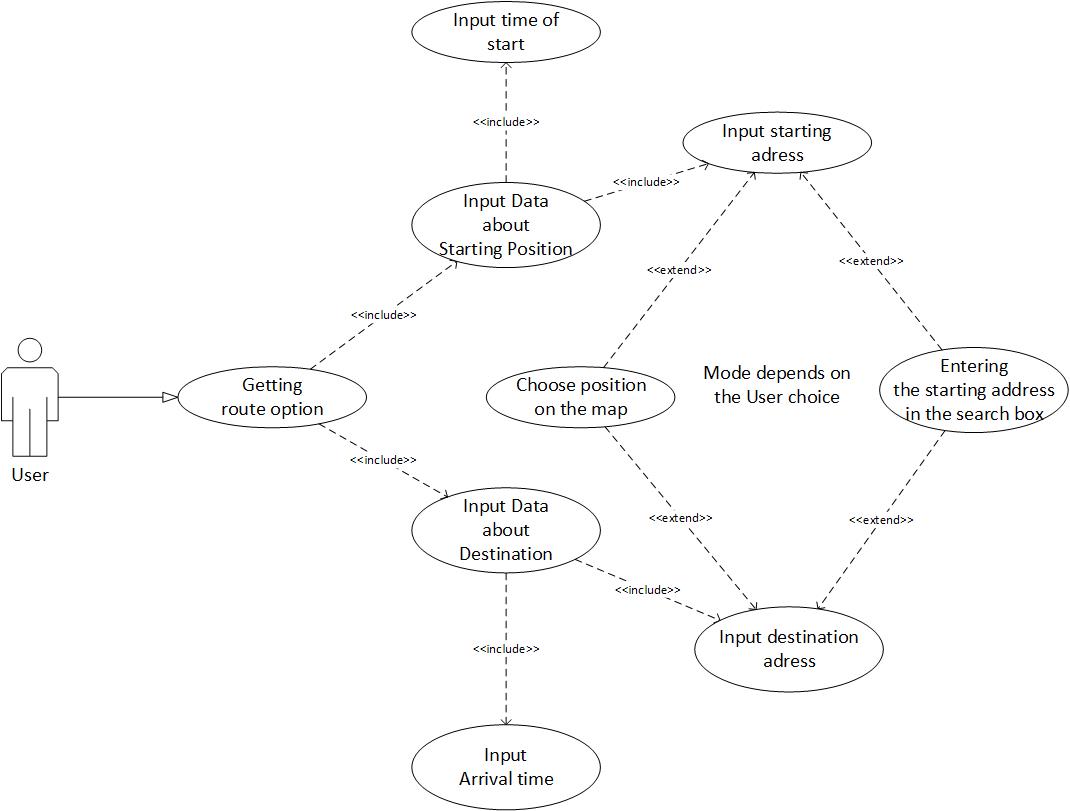 Input time of
start
<<include>>
Input starting
adress
<<include>>
Input Data
about
Starting Position
<<extend>>
<<extend>>
<<include>>
Getting
route option
Choose position
on the map
Mode depends on
the User choice
Entering
the starting address
in the search box
User
<<include>>
Input Data
about
Destination
<<extend>>
<<extend>>
<<include>>
Input destination
adress
<<include>>
Input
Arrival time